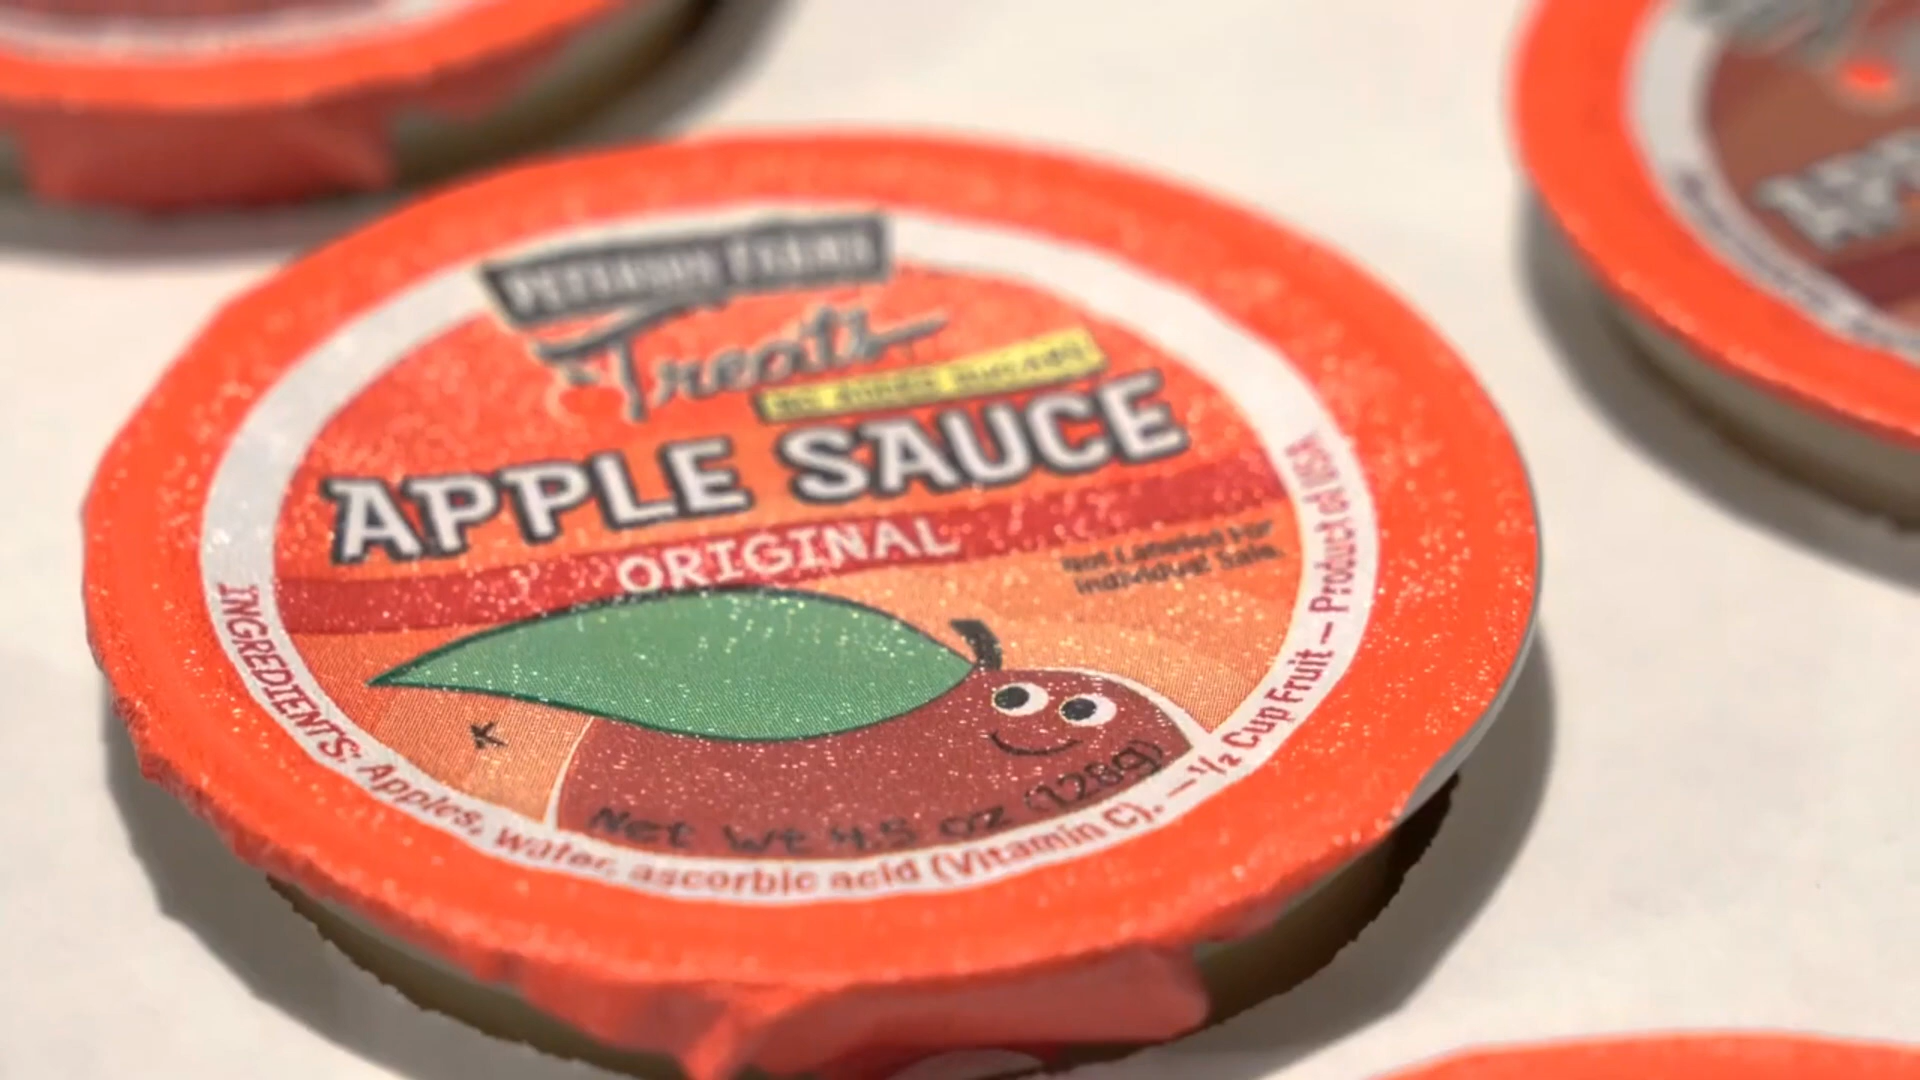 PETERSON FARMS
Treats
NO ADDED SUGARS
APPLE SAUCE
ORIGINAL
Not Labeled For
Individual Sale.
K
Net Wt 4.5 oz (128g)
INGREDIENTS: Apples, water, ascorbic acid (Vitamin C). – 1/2 Cup Fruit – Product of USA